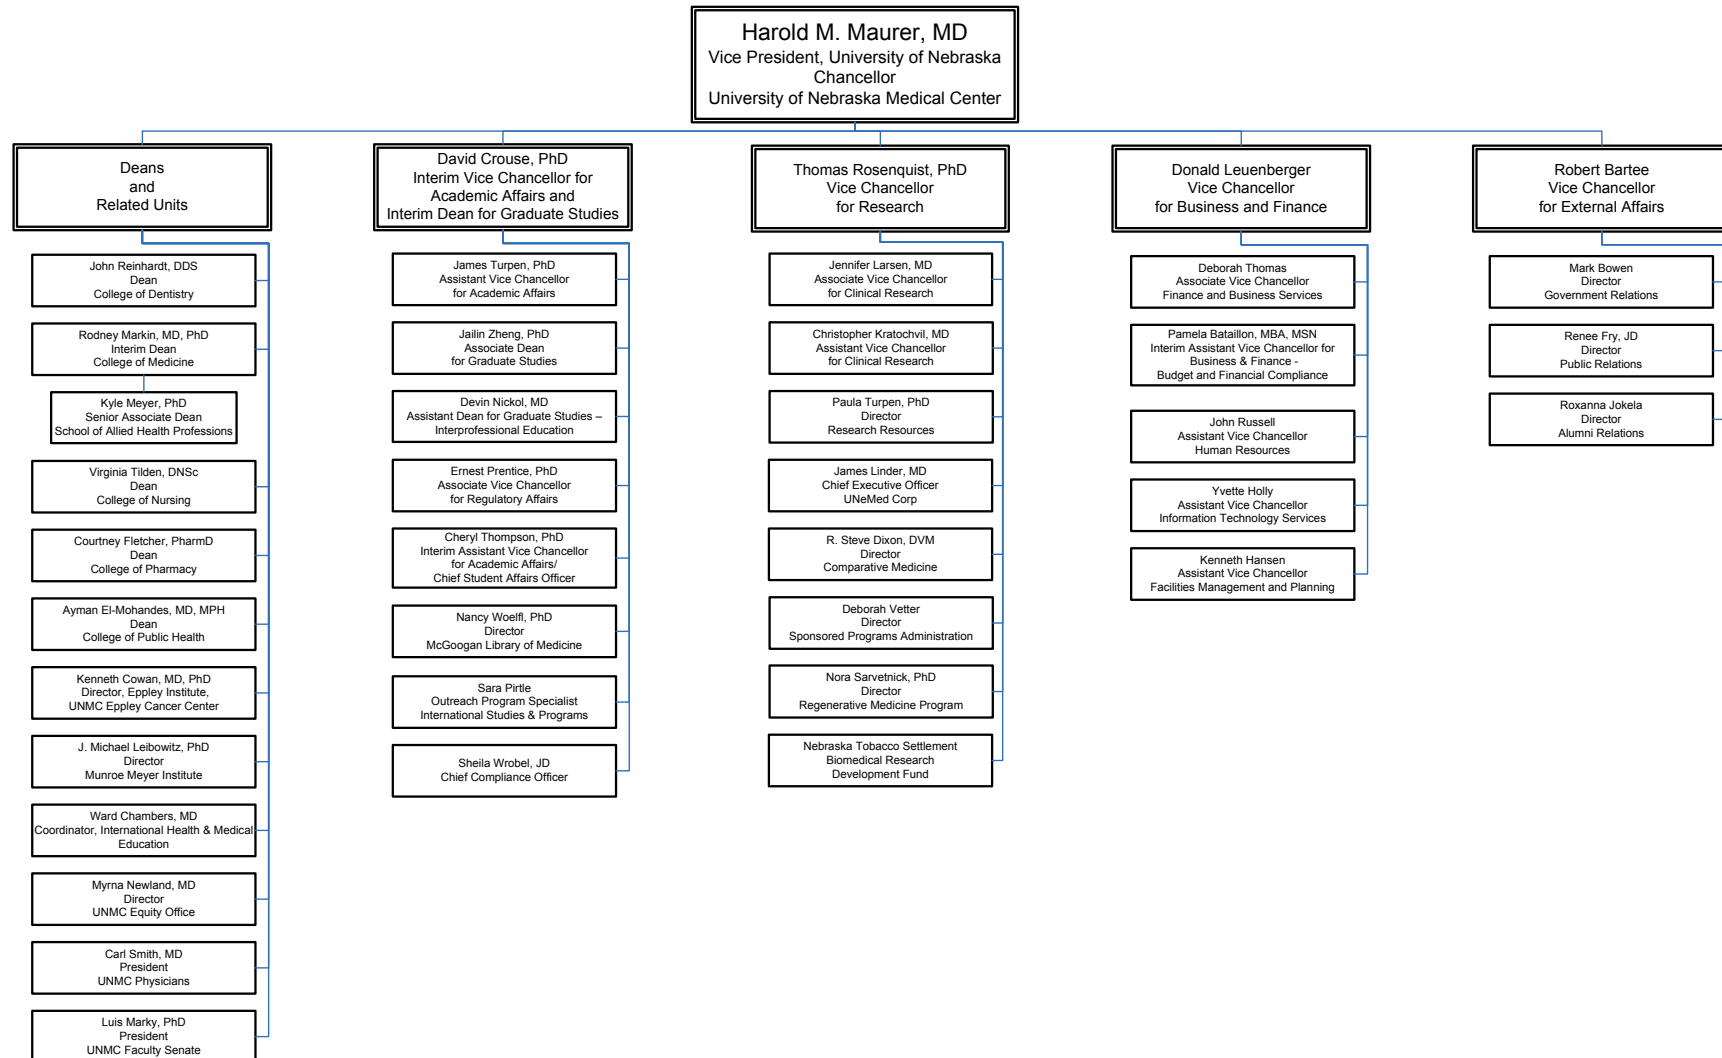 Harold M. Maurer, MD
Vice President, University of Nebraska
Chancellor
University of Nebraska Medical Center
Deans
and
Related Units
John Reinhardt, DDS
Dean
College of Dentistry
Rodney Markin, MD, PhD
Interim Dean
College of Medicine
Kyle Meyer, PhD
Senior Associate Dean
School of Allied Health Professions
Virginia Tilden, DNSc
Dean
College of Nursing
Courtney Fletcher, PharmD
Dean
College of Pharmacy
Ayman El-Mohandes, MD, MPH
Dean
College of Public Health
Kenneth Cowan, MD, PhD
Director, Eppley Institute,
UNMC Eppley Cancer Center
J. Michael Leibowitz, PhD
Director
Munroe Meyer Institute
Ward Chambers, MD
Coordinator, International Health & Medical
Education
Myrna Newland, MD
Director
UNMC Equity Office
Carl Smith, MD
President
UNMC Physicians
Luis Marky, PhD
President
UNMC Faculty Senate
David Crouse, PhD
Interim Vice Chancellor for
Academic Affairs and
Interim Dean for Graduate Studies
James Turpen, PhD
Assistant Vice Chancellor
for Academic Affairs
Jailin Zheng, PhD
Associate Dean
for Graduate Studies
Devin Nickol, MD
Assistant Dean for Graduate Studies –
Interprofessional Education
Ernest Prentice, PhD
Associate Vice Chancellor
for Regulatory Affairs
Cheryl Thompson, PhD
Interim Assistant Vice Chancellor
for Academic Affairs/
Chief Student Affairs Officer
Nancy Woelfl, PhD
Director
McGoogan Library of Medicine
Sara Pirtle
Outreach Program Specialist
International Studies & Programs
Sheila Wrobel, JD
Chief Compliance Officer
Thomas Rosenquist, PhD
Vice Chancellor
for Research
Jennifer Larsen, MD
Associate Vice Chancellor
for Clinical Research
Christopher Kratochvil, MD
Assistant Vice Chancellor
for Clinical Research
Paula Turpen, PhD
Director
Research Resources
James Linder, MD
Chief Executive Officer
UNeMed Corp
R. Steve Dixon, DVM
Director
Comparative Medicine
Deborah Vetter
Director
Sponsored Programs Administration
Nora Sarvetnick, PhD
Director
Regenerative Medicine Program
Nebraska Tobacco Settlement
Biomedical Research
Development Fund
Donald Leuenberger
Vice Chancellor
for Business and Finance
Deborah Thomas
Associate Vice Chancellor
Finance and Business Services
Pamela Bataillon, MBA, MSN
Interim Assistant Vice Chancellor for
Business & Finance -
Budget and Financial Compliance
John Russell
Assistant Vice Chancellor
Human Resources
Yvette Holly
Assistant Vice Chancellor
Information Technology Services
Kenneth Hansen
Assistant Vice Chancellor
Facilities Management and Planning
Robert Bartee
Vice Chancellor
for External Affairs
Mark Bowen
Director
Government Relations
Renee Fry, JD
Director
Public Relations
Roxanna Jokela
Director
Alumni Relations